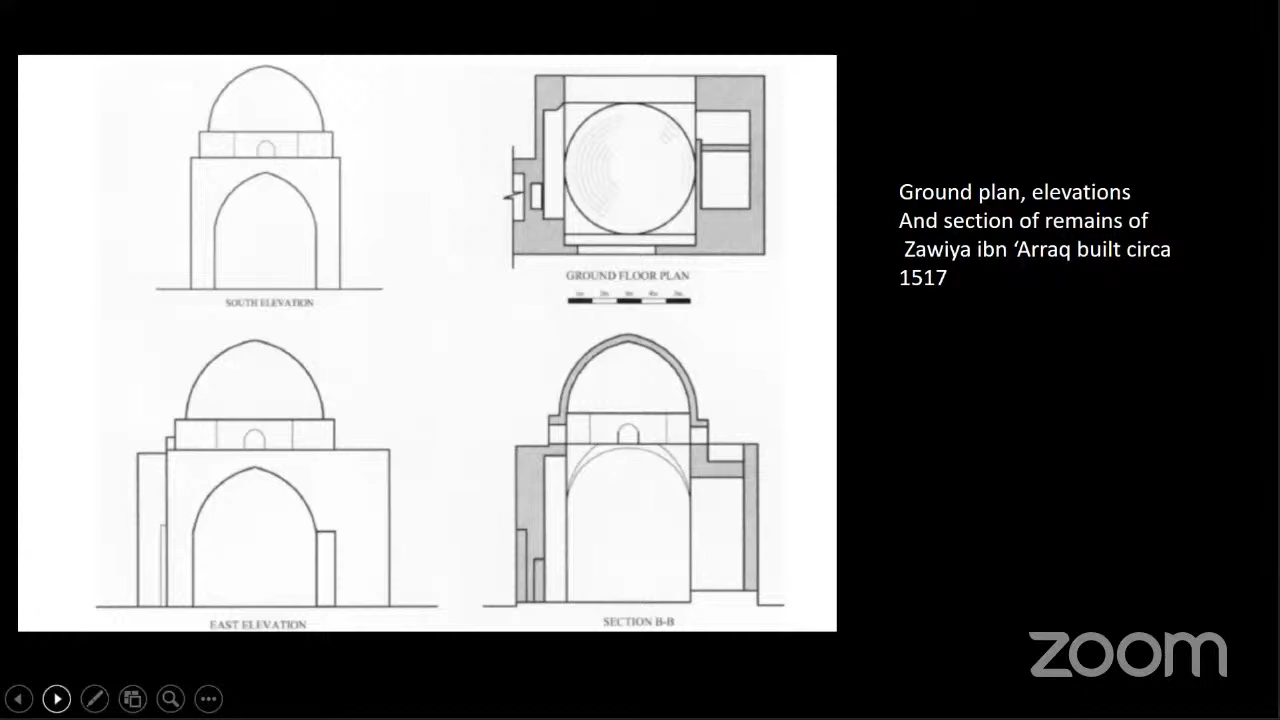 SOUTH ELEVATION
GROUND FLOOR PLAN
EAST ELEVATION
SECTION B-B
Ground plan, elevations
And section of remains of
Zawiya ibn ‘Arraq built circa
1517
zoom